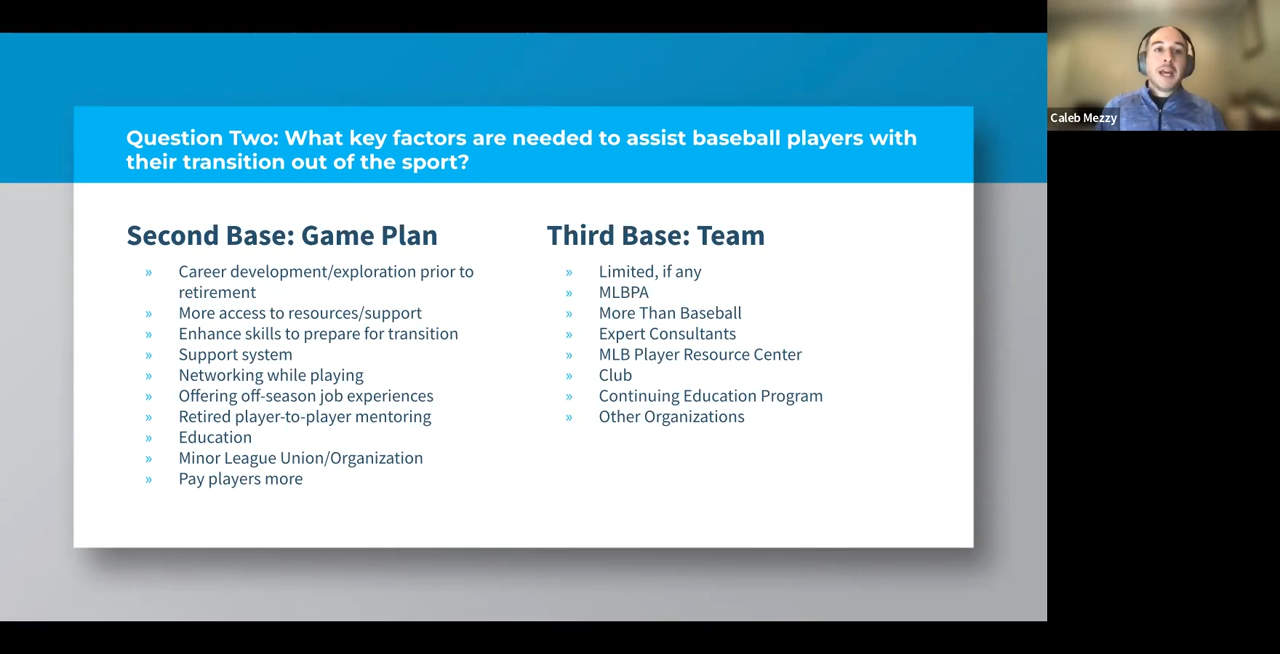 Question Two: What key factors are needed to assist baseball players with
their transition out of the sport?
Second Base: Game Plan
» Career development/exploration prior to
retirement
» More access to resources/support
» Enhance skills to prepare for transition
» Support system
» Networking while playing
» Offering off-season job experiences
» Retired player-to-player mentoring
» Education
» Minor League Union/Organization
» Pay players more
Third Base: Team
» Limited, if any
» MLBPA
» More Than Baseball
» Expert Consultants
» MLB Player Resource Center
» Club
» Continuing Education Program
» Other Organizations
Caleb Mezzy